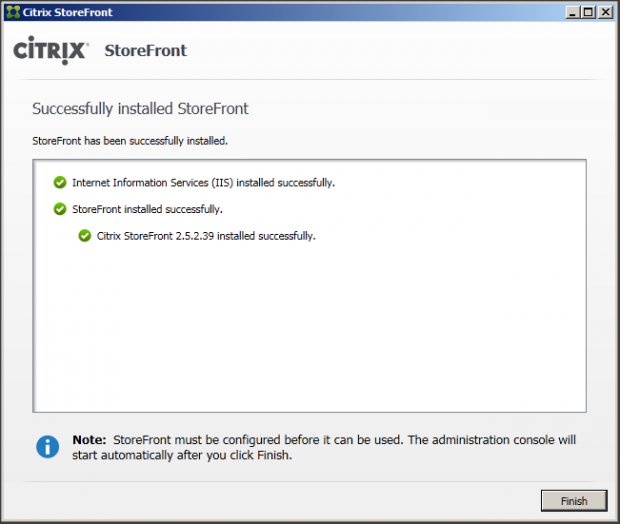 Citrix StoreFront
CİTRIX® StoreFront
Successfully installed StoreFront
StoreFront has been successfully installed.
Internet Information Services (IIS) installed successfully.
StoreFront installed successfully.
Citrix StoreFront 2.5.2.39 installed successfully.
Note: StoreFront must be configured before it can be used. The administration console will
start automatically after you click Finish.
Finish